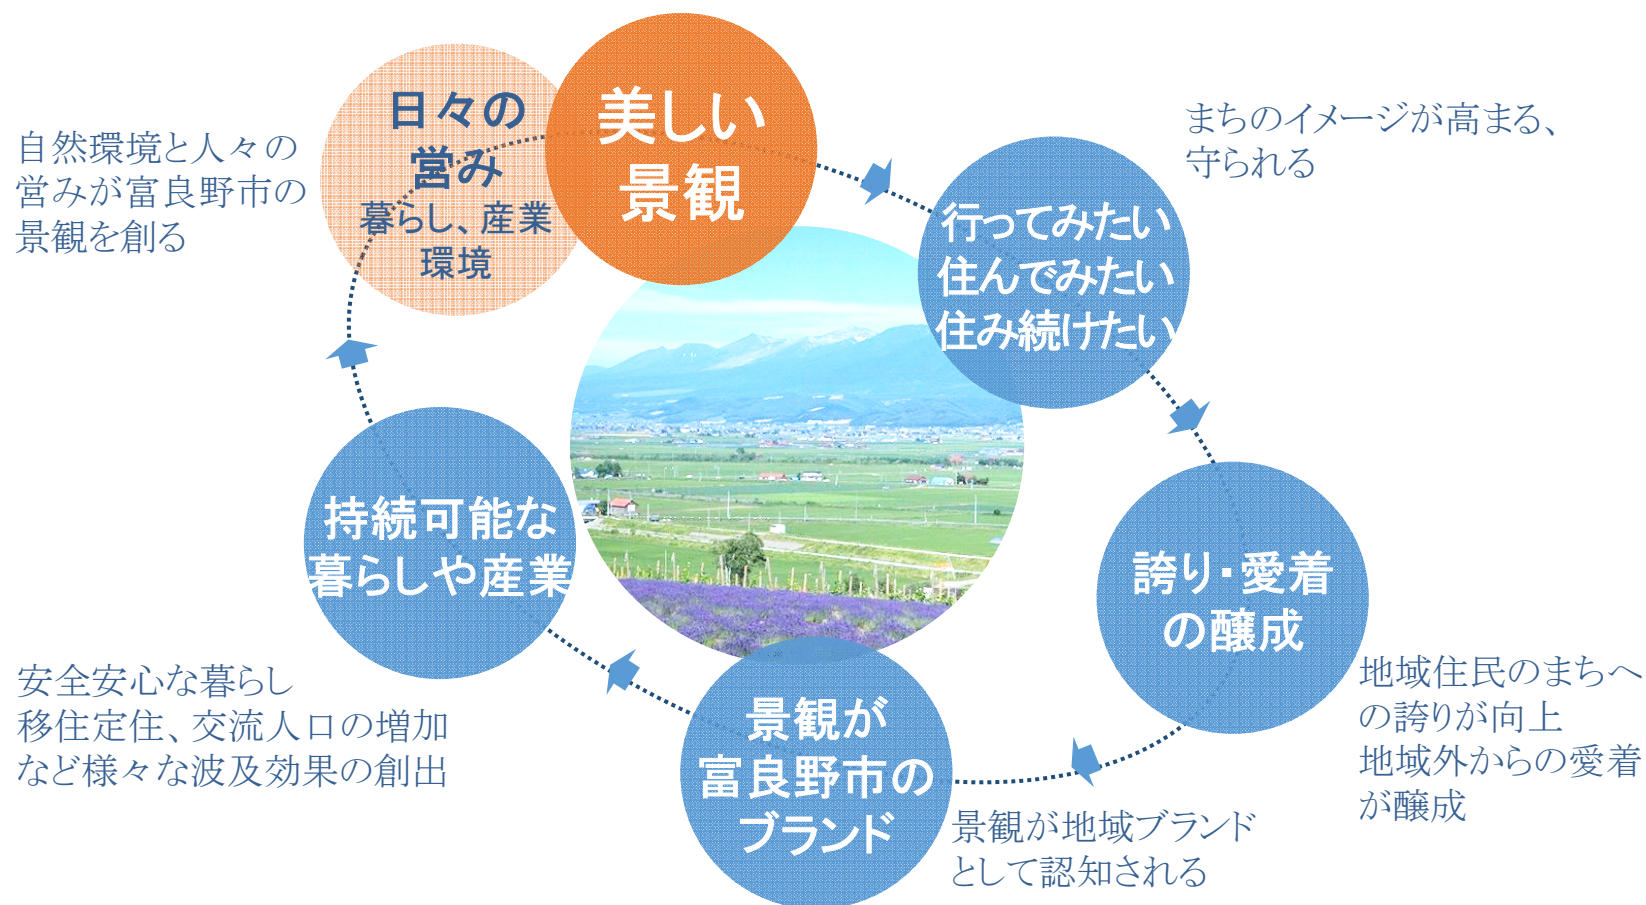 自然環境と人々の
営みが富良野市の
景観を創る
日々の
営み
暮らし、産業
環境
美しい
景観
まちのイメージが高まる、
守られる
行ってみたい
住んでみたい
住み続けたい
誇り・愛着
の醸成
地域住民のまちへ
の誇りが向上
地域外からの愛着
が醸成
景観が
富良野市の
ブランド
景観が地域ブランド
として認知される
持続可能な
暮らしや産業
安全安心な暮らし
移住定住、交流人口の増加
など様々な波及効果の創出